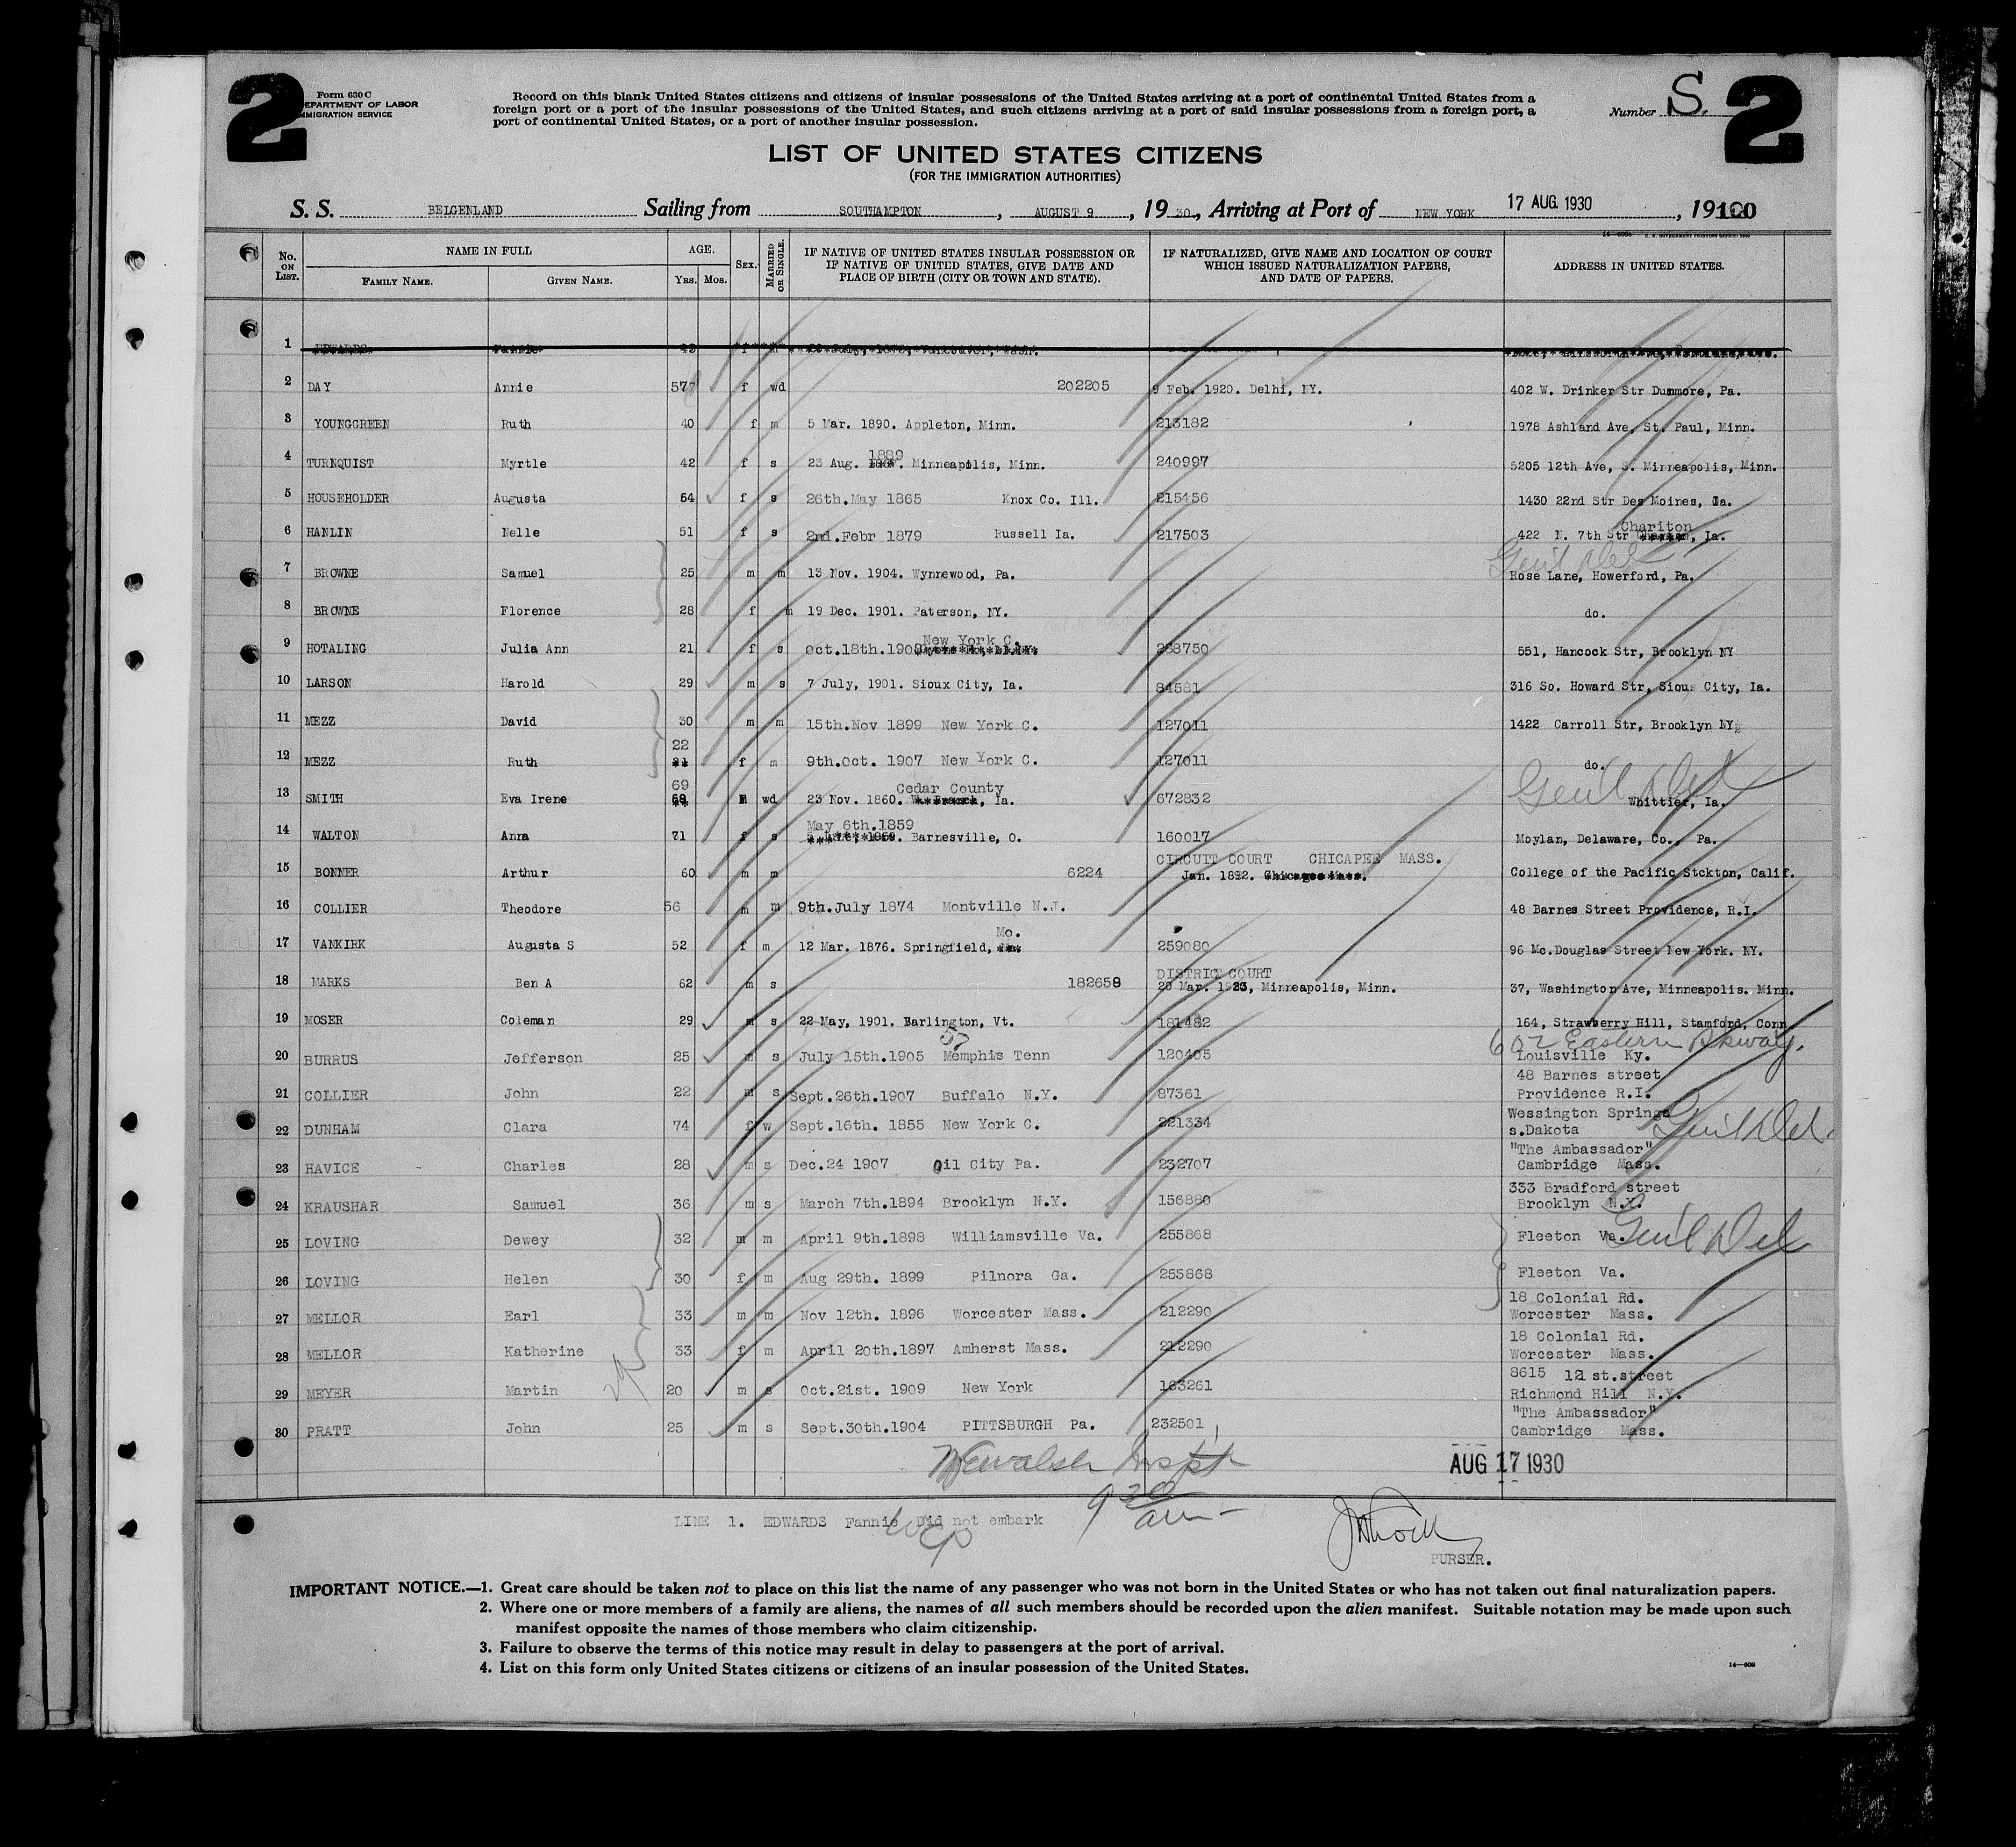 2
Form 630 C
DEPARTMENT OF LABOR
IMMIGRATION SERVICE
Record on this blank United States citizens and citizens of insular possessions of the United States arriving at a port of continental United States from a
foreign port or a port of the insular possessions of the United States, and such citizens arriving at a port of said insular possessions from a foreign port, a
port of continental United States, or a port of another insular possession.
Number S. 2
LIST OF UNITED STATES CITIZENS
(FOR THE IMMIGRATION AUTHORITIES)
S. S. BELGENLAND Sailing from SOUTHAMPTON, AUGUST 9, 19 30, Arriving at Port of NEW YORK 17 AUG. 1930, 19
No. ON LIST. NAME IN FULL FAMILY NAME. GIVEN NAME. AGE. YRS. MOS. SEX. MARRIED OR SINGLE. IF NATIVE OF UNITED STATES INSULAR POSSESSION OR IF NATIVE OF UNITED STATES, GIVE DATE AND PLACE OF BIRTH (CITY OR TOWN AND STATE). IF NATURALIZED, GIVE NAME AND LOCATION OF COURT WHICH ISSUED NATURALIZATION PAPERS, AND DATE OF PAPERS. ADDRESS IN UNITED STATES.
1 EDWARDS Fannie f m
2 DAY Annie 57 f wd 202205 9 Feb. 1920. Delhi, NY. 402 W. Drinker Str Dunmore, Pa.
3 YOUNGGREEN Ruth 40 f m 5 Mar. 1890. Appleton, Minn. 213182 1978 Ashland Ave, St. Paul, Minn.
4 TURNQUIST Myrtle 42 f s 23 Aug. 1889 Minneapolis, Minn. 240997 5205 12th Ave, S. Minneapolis, Minn.
5 HOUSEHOLDER Augusta 64 f s 26th.May 1865 Knox Co. Ill. 215456 1430 22nd Str Des Moines, Ia.
6 HANLIN Nelle 51 f s 2nd.Febr 1879 Russell Ia. 217503 422 N. 7th Str Chariton, Ia.
7 BROWNE Samuel 25 m m 13 Nov. 1904. Wynnewood, Pa. Rose Lane, Howerford, Pa.
8 BROWNE Florence 28 f m 19 Dec. 1901. Paterson, NY. do.
9 HOTALING Julia Ann 21 f s Oct.18th.1908 New York C. 268750 551, Hancock Str, Brooklyn NY
10 LARSON Harold 29 m s 7 July, 1901. Sioux City, Ia. 84581 316 So. Howard Str, Sioux City, Ia.
11 MEZZ David 30 m m 15th.Nov 1899 New York C. 127011 1422 Carroll Str, Brooklyn NY
12 MEZZ Ruth 22 f m 9th.Oct. 1907 New York C. 127011 do.
13 SMITH Eva Irene 69 wd 23 Nov. 1860. Cedar County, Ia. 672832 Whittier, Ia.
14 WALTON Anna 71 f s May 6th.1859 Barnesville, O. 160017 Moylan, Delaware, Co., Pa.
15 BONNER Arthur 60 m m 6224 CIRCUIT COURT CHICAPEE MASS. Jan. 1892. College of the Pacific Stckton, Calif.
16 COLLIER Theodore 56 m m 9th.July 1874 Montville N.J. 48 Barnes Street Providence, R.I.
17 VANKIRK Augusta S 52 f m 12 Mar. 1876. Springfield, Mo. 259080 96 Mc.Douglas Street New York. NY.
18 MARKS Ben A 62 m s 182659 DISTRICT COURT 20 Mar. 1923, Minneapolis, Minn. 37, Washington Ave, Minneapolis. Minn.
19 MOSER Coleman 29 m s 22 May, 1901. Barlington, Vt. 181482 164, Strawberry Hill, Stamford, Conn.
20 BURRUS Jefferson 25 m s July 15th.1905 Memphis Tenn 120405 602 Eastern Pkway. Louisville Ky.
21 COLLIER John 22 m s Sept.26th.1907 Buffalo N.Y. 87361 48 Barnes street Providence R.I.
22 DUNHAM Clara 74 f w Sept.16th. 1855 New York C. 221334 Wessington Springs s.Dakota
23 HAVICE Charles 28 m s Dec.24 1907 Oil City Pa. 232707 "The Ambassador" Cambridge Mass.
24 KRAUSHAR Samuel 36 m s March 7th.1894 Brooklyn N.Y. 156880 333 Bradford street Brooklyn N.Y.
25 LOVING Dewey 32 m m April 9th.1898 Williamsville Va. 255868 Fleeton Va.
26 LOVING Helen 30 f m Aug 29th. 1899 Pilnora Ga. 255868 Fleeton Va.
27 MELLOR Earl 33 m m Nov 12th. 1896 Worcester Mass. 212290 18 Colonial Rd. Worcester Mass.
28 MELLOR Katherine 33 f m April 20th.1897 Amherst Mass. 212290 18 Colonial Rd. Worcester Mass.
29 MEYER Martin 20 m s Oct.21st. 1909 New York 163261 8615 12 st.street Richmond Hill N.Y.
30 PRATT John 25 m s Sept.30th.1904 PITTSBURGH Pa. 232501 "The Ambassador" Cambridge Mass.
Walsh Inspt
AUG 17 1930
9 30 am
LINE 1. EDWARDS Fannie Did not embark
PURSER.
IMPORTANT NOTICE.—1. Great care should be taken not to place on this list the name of any passenger who was not born in the United States or who has not taken out final naturalization papers.
2. Where one or more members of a family are aliens, the names of all such members should be recorded upon the alien manifest. Suitable notation may be made upon such
manifest opposite the names of those members who claim citizenship.
3. Failure to observe the terms of this notice may result in delay to passengers at the port of arrival.
4. List on this form only United States citizens or citizens of an insular possession of the United States.